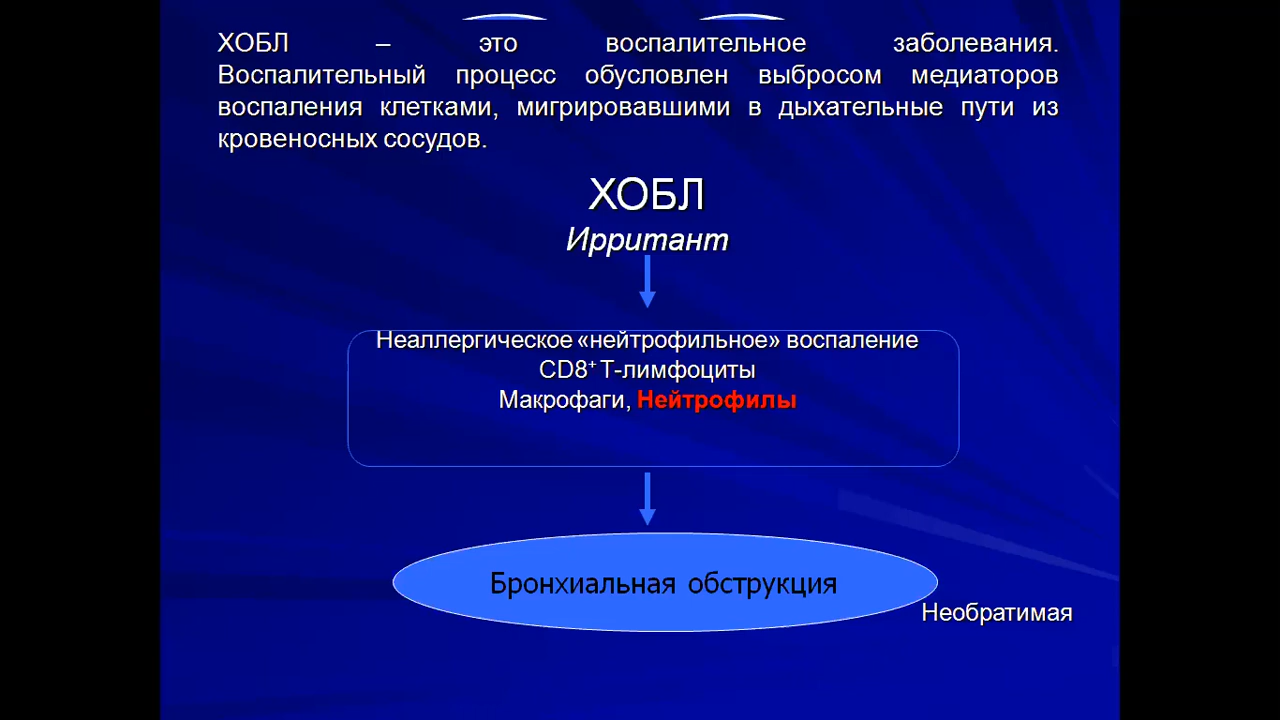 ХОБЛ – это воспалительное заболевания.
Воспалительный процесс обусловлен выбросом медиаторов
воспаления клетками, мигрировавшими в дыхательные пути из
кровеносных сосудов.
ХОБЛ
Ирритант
Неаллергическое «нейтрофильное» воспаление
CD8⁺ Т-лимфоциты
Макрофаги, Нейтрофилы
Бронхиальная обструкция
Необратимая